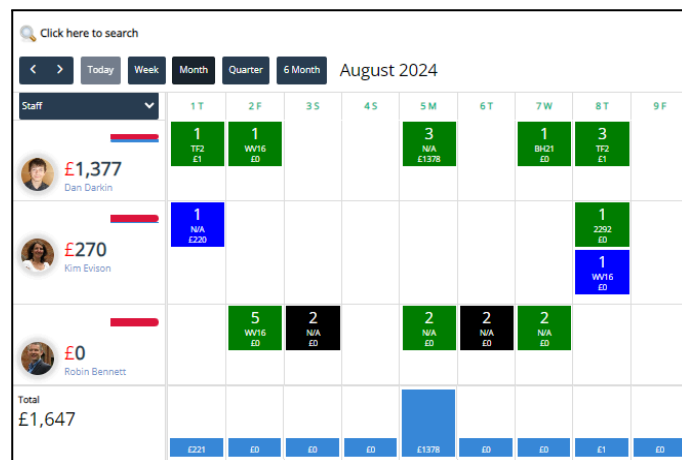 Click here to search
Today Week Month Quarter 6 Month August 2024
Staff 1 T 2 F 3 S 4 S 5 M 6 T 7 W 8 T 9 F
£1,377
Dan Darkin
1 TF2 £1
1 WV16 £0
3 N/A £1378
1 BH21 £0
3 TF2 £1
£270
Kim Evison
1 N/A £220
1 2292 £0
1 WV16 £0
£0
Robin Bennett
5 WV16 £0
2 N/A £0
2 N/A £0
2 N/A £0
2 N/A £0
Total
£1,647
£221 £0 £0 £0 £1378 £0 £0 £1 £0